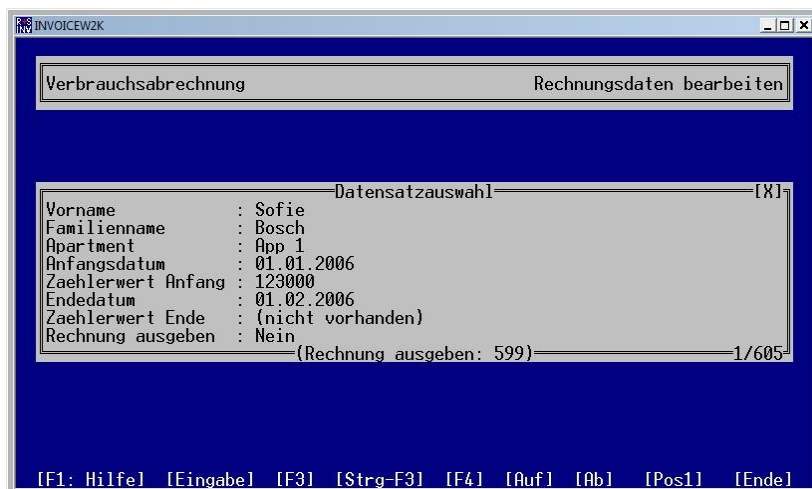 R=S INV INVOICEW2K
Verbrauchsabrechnung Rechnungsdaten bearbeiten
Datensatzauswahl [X]
Vorname : Sofie
Familienname : Bosch
Apartment : App 1
Anfangsdatum : 01.01.2006
Zaehlerwert Anfang : 123000
Endedatum : 01.02.2006
Zaehlerwert Ende : (nicht vorhanden)
Rechnung ausgeben : Nein
(Rechnung ausgeben: 599) 1/605
[F1: Hilfe] [Eingabe] [F3] [Strg-F3] [F4] [Auf] [Ab] [Pos1] [Ende]